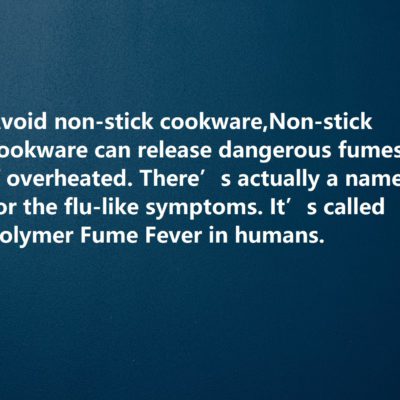 void non-stick cookware,Non-stick
ookware can release dangerous fumes
f overheated. There’s actually a name
or the flu-like symptoms. It’s called
olymer Fume Fever in humans.